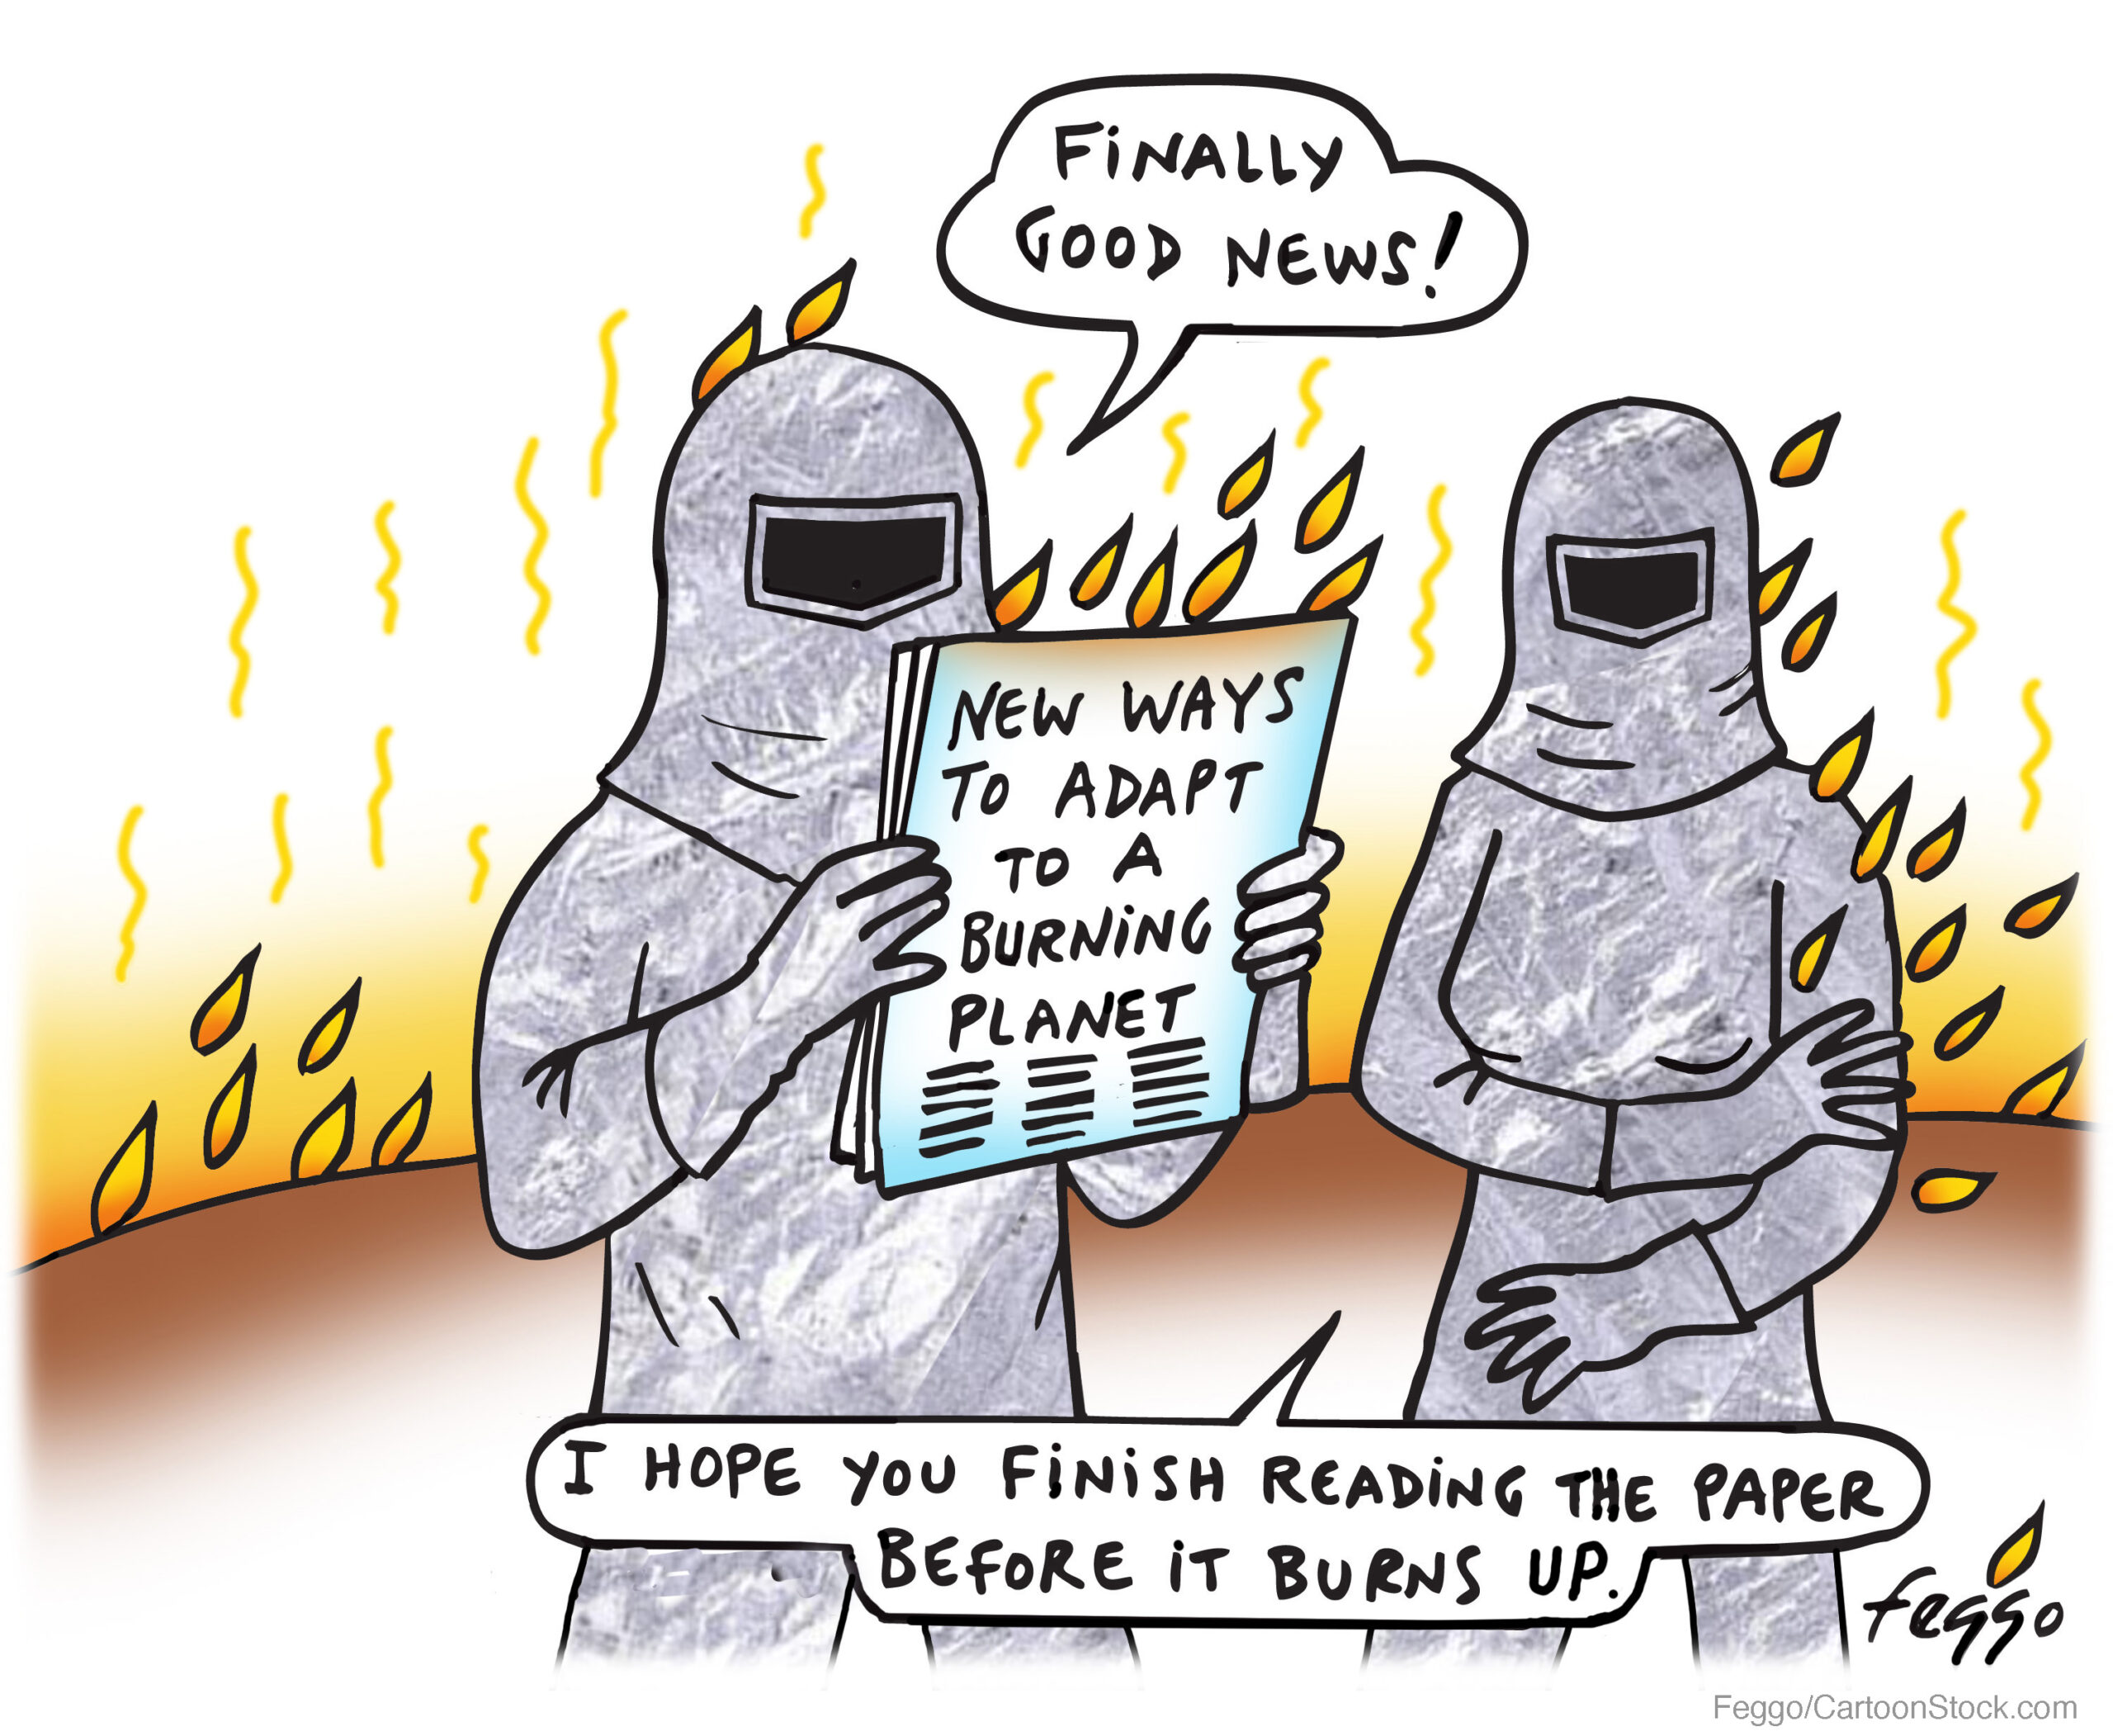 FiNALLY
GOOD NEWS!
NEW WAYS
TO ADAPT
TO A
BURNiNG
PLANET
I HOPE YOU FiNiSH READiNG THE PAPER
BEFORE iT BURNS UP.
feggo
Feggo/CartoonStock.com